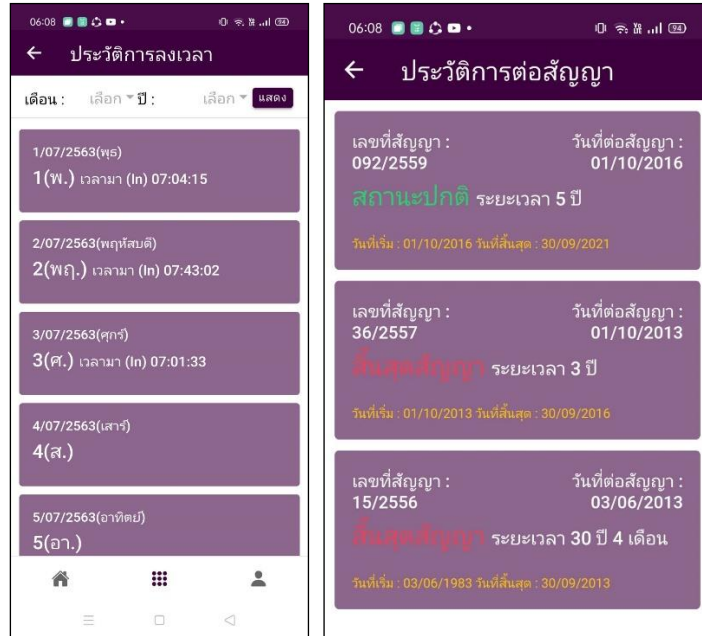 06:08
94
ประวัติการลงเวลา
เดือน : เลือก ปี : เลือก แสดง
1/07/2563(พุธ)
1(พ.) เวลามา (In) 07:04:15
2/07/2563(พฤหัสบดี)
2(พฤ.) เวลามา (In) 07:43:02
3/07/2563(ศุกร์)
3(ศ.) เวลามา (In) 07:01:33
4/07/2563(เสาร์)
4(ส.)
5/07/2563(อาทิตย์)
5(อา.)
06:08
94
ประวัติการต่อสัญญา
เลขที่สัญญา : วันที่ต่อสัญญา :
092/2559 01/10/2016
สถานะปกติ ระยะเวลา 5 ปี
วันที่เริ่ม : 01/10/2016 วันที่สิ้นสุด : 30/09/2021
เลขที่สัญญา : วันที่ต่อสัญญา :
36/2557 01/10/2013
สิ้นสุดสัญญา ระยะเวลา 3 ปี
วันที่เริ่ม : 01/10/2013 วันที่สิ้นสุด : 30/09/2016
เลขที่สัญญา : วันที่ต่อสัญญา :
15/2556 03/06/2013
สิ้นสุดสัญญา ระยะเวลา 30 ปี 4 เดือน
วันที่เริ่ม : 03/06/1983 วันที่สิ้นสุด : 30/09/2013